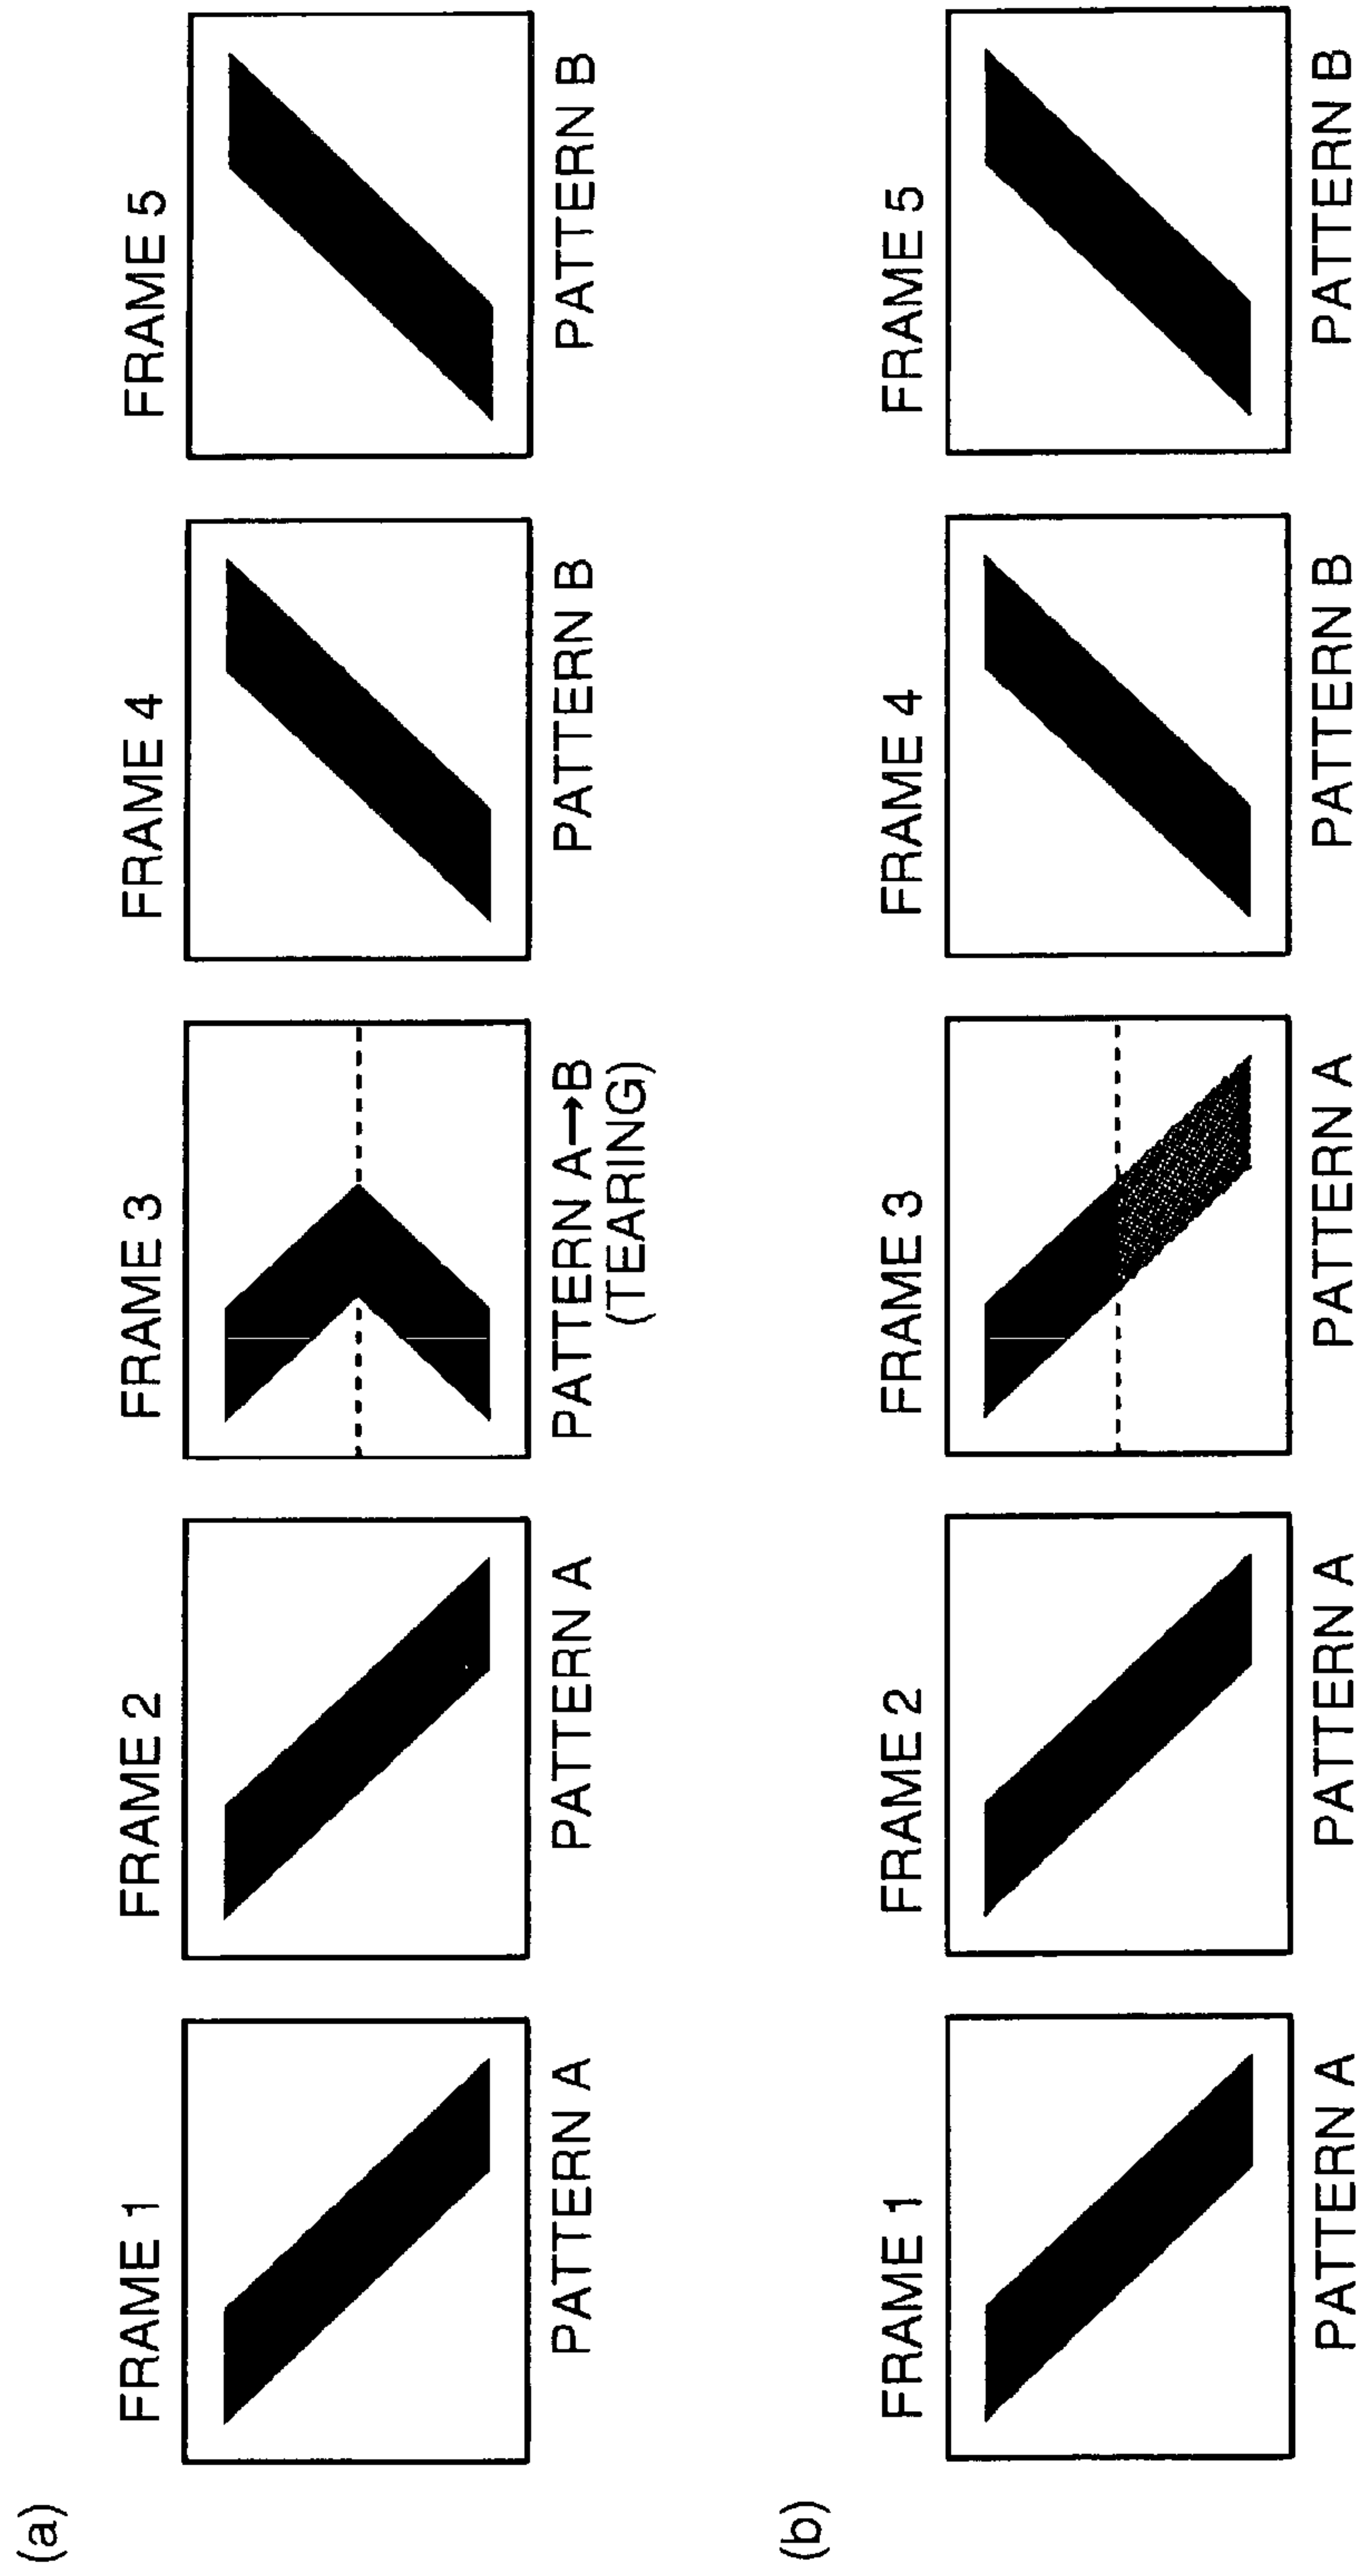 (a)
FRAME 1
FRAME 2
FRAME 3
FRAME 4
FRAME 5
PATTERN A
PATTERN A
PATTERN A→B
(TEARING)
PATTERN B
PATTERN B
(b)
FRAME 1
FRAME 2
FRAME 3
FRAME 4
FRAME 5
PATTERN A
PATTERN A
PATTERN A
PATTERN B
PATTERN B